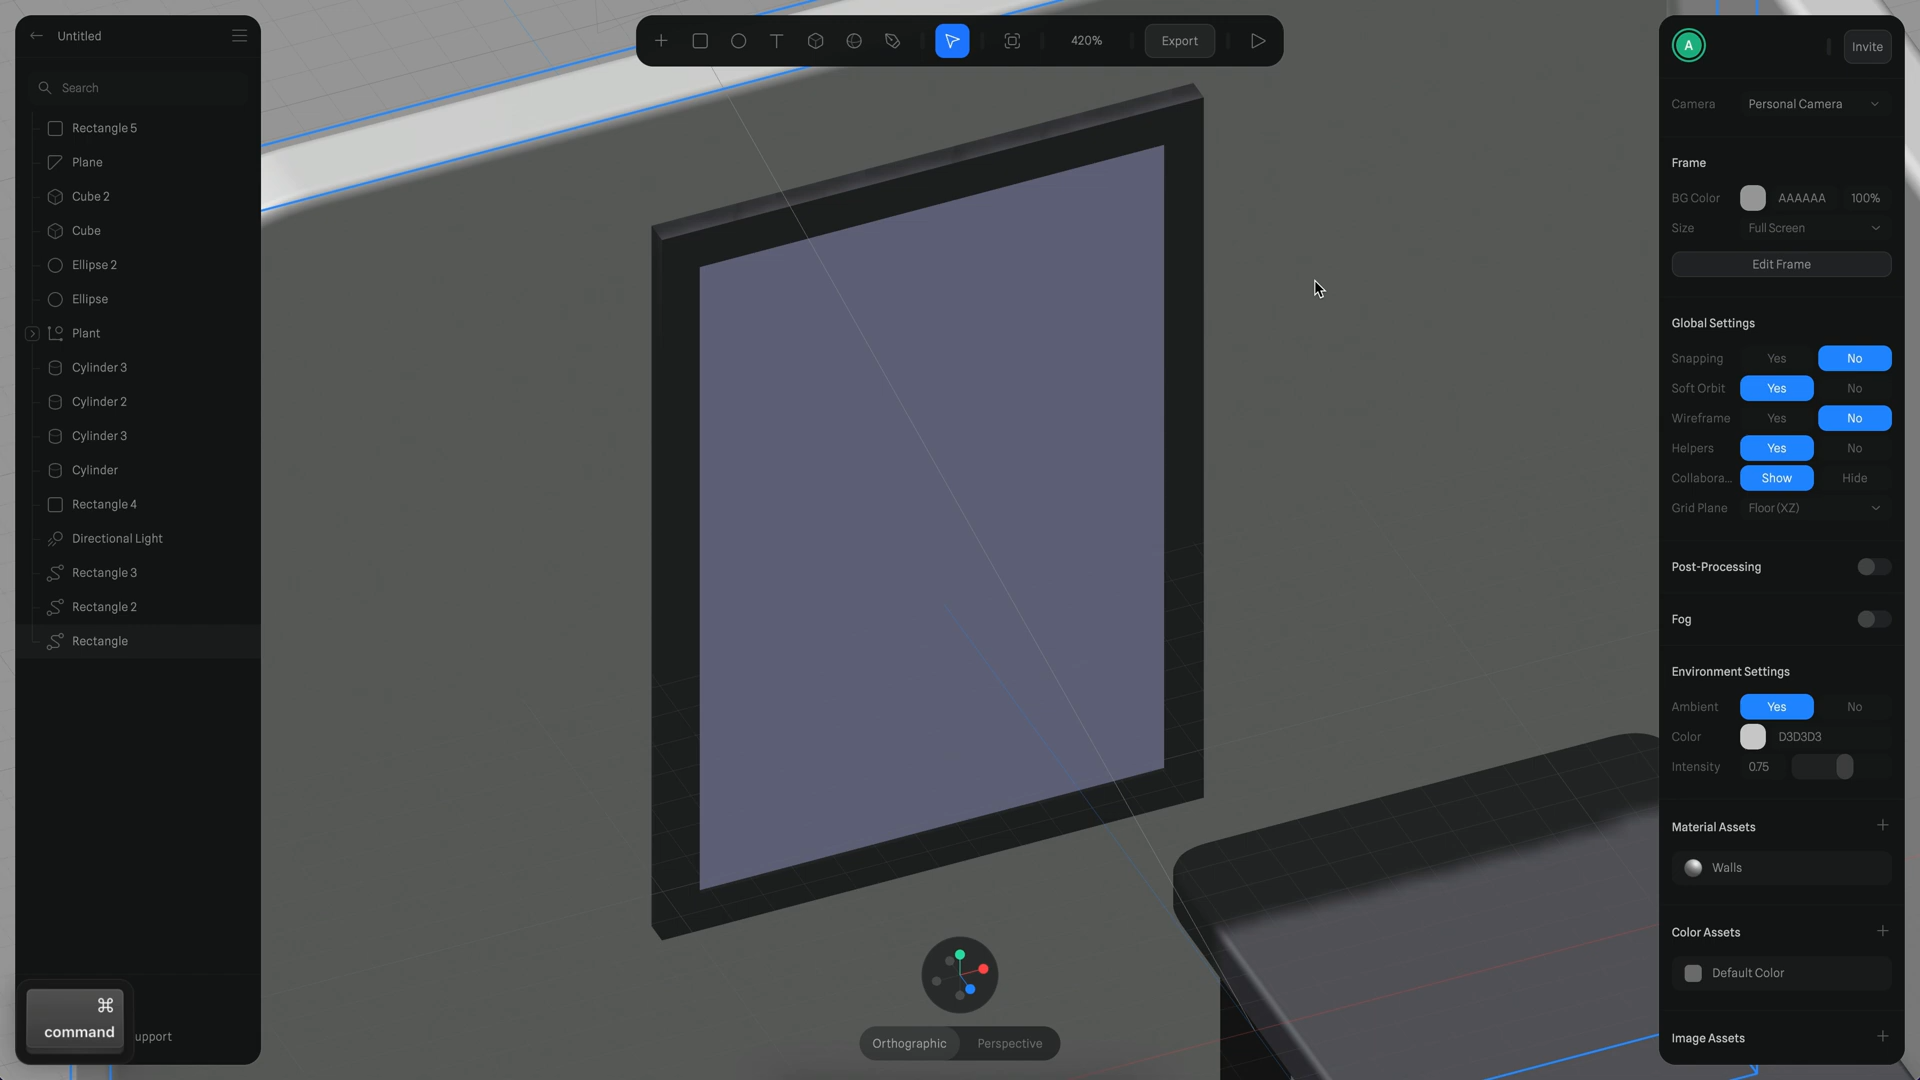 Untitled
Search
Rectangle 5
Plane
Cube 2
Cube
Ellipse 2
Ellipse
Plant
Cylinder 3
Cylinder 2
Cylinder 3
Cylinder
Rectangle 4
Directional Light
Rectangle 3
Rectangle 2
Rectangle
⌘
command
upport
420%
Export
Orthographic
Perspective
A
Invite
Camera Personal Camera
Frame
BG Color AAAAAA 100%
Size Full Screen
Edit Frame
Global Settings
Snapping Yes No
Soft Orbit Yes No
Wireframe Yes No
Helpers Yes No
Collabora... Show Hide
Grid Plane Floor (XZ)
Post-Processing
Fog
Environment Settings
Ambient Yes No
Color D3D3D3
Intensity 0.75
Material Assets
Walls
Color Assets
Default Color
Image Assets